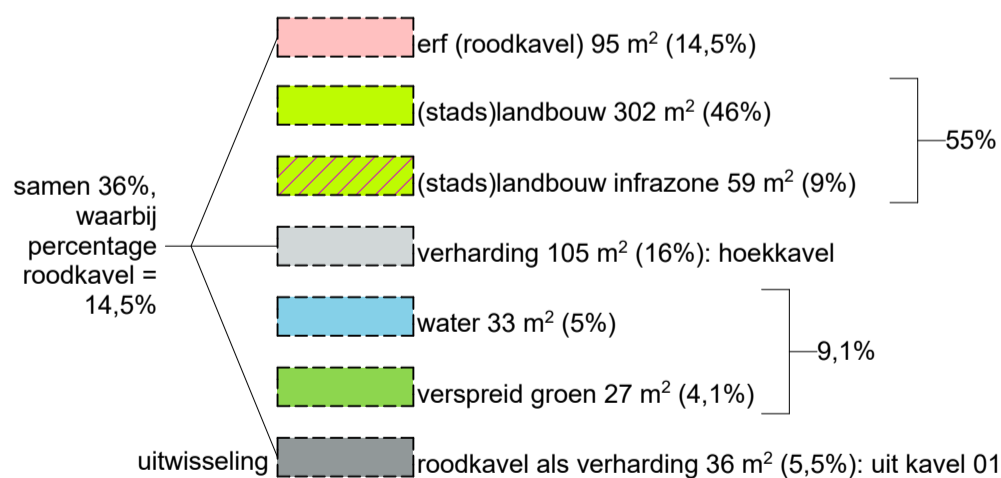 erf (roodkavel) 95 m² (14,5%)
(stads)landbouw 302 m² (46%)
55%
(stads)landbouw infrazone 59 m² (9%)
samen 36%,
waarbij
percentage
roodkavel =
14,5%
verharding 105 m² (16%): hoekkavel
water 33 m² (5%)
9,1%
verspreid groen 27 m² (4,1%)
uitwisseling
roodkavel als verharding 36 m² (5,5%): uit kavel 01